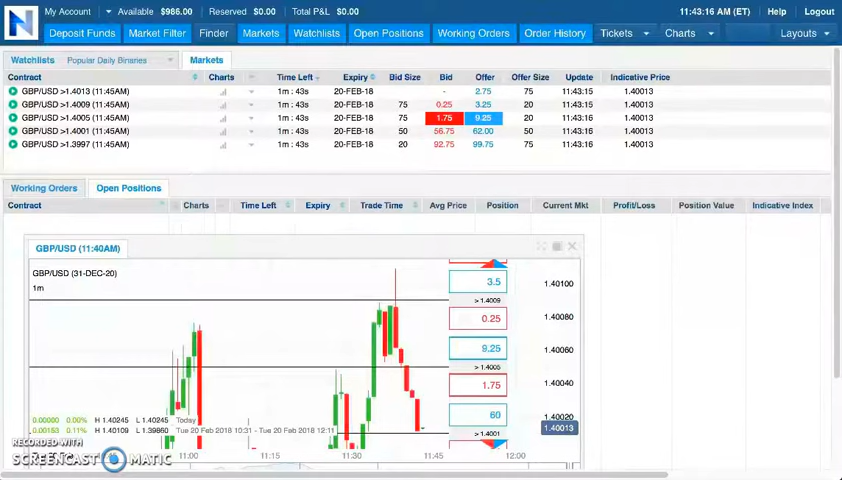 My Account Available $986.00 Reserved $0.00 Total P&L $0.00 11:43:16 AM (ET) Help Logout
Deposit Funds Market Filter Finder Markets Watchlists Open Positions Working Orders Order History Tickets Charts Layouts
Watchlists Popular Daily Binaries Markets
Contract Charts Time Left Expiry Bid Size Bid Offer Offer Size Update Indicative Price
GBP/USD >1.4013 (11:45AM) 1m : 43s 20-FEB-18 - 2.75 75 11:43:15 1.40013
GBP/USD >1.4009 (11:45AM) 1m : 43s 20-FEB-18 75 0.25 3.25 20 11:43:15 1.40013
GBP/USD >1.4005 (11:45AM) 1m : 43s 20-FEB-18 75 1.75 9.25 20 11:43:16 1.40013
GBP/USD >1.4001 (11:45AM) 1m : 43s 20-FEB-18 50 56.75 62.00 50 11:43:16 1.40013
GBP/USD >1.3997 (11:45AM) 1m : 43s 20-FEB-18 20 92.75 99.75 75 11:43:16 1.40013
Working Orders Open Positions
Contract Charts Time Left Expiry Trade Time Avg Price Position Current Mkt Profit/Loss Position Value Indicative Index
GBP/USD (11:40AM)
GBP/USD (31-DEC-20)
1m
3.5 1.40100
> 1.4009
0.25 1.40080
9.25 1.40060
> 1.4005
1.75 1.40040
60 1.40020
0.00000 0.00% H 1.40245 L 1.40245 Today
1.40013
0.00153 0.11% H 1.40109 L 1.39860 Tue 20 Feb 2018 10:31 - Tue 20 Feb 2018 12:11
> 1.4001
11:00 11:15 11:30 11:45 12:00
RECORDED WITH
SCREENCAST MATIC